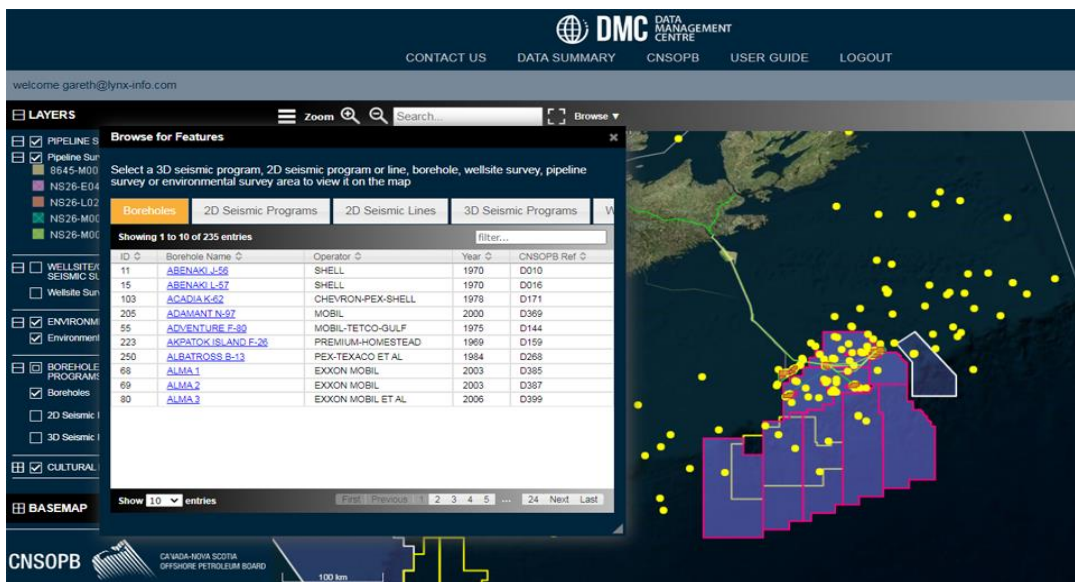 DMC DATA MANAGEMENT CENTRE
CONTACT US DATA SUMMARY CNSOPB USER GUIDE LOGOUT
welcome gareth@lynx-info.com
LAYERS
Zoom Search... Browse
PIPELINE S
Pipeline Sur
8645-M00
NS26-E04
NS26-L02
NS26-M00
NS26-M00
WELLSITE/
SEISMIC SU
Wellsite Sur
ENVIRONM
Environment
BOREHOLE
PROGRAMS
Boreholes
2D Seismic
3D Seismic
CULTURAL
BASEMAP
Browse for Features
Select a 3D seismic program, 2D seismic program or line, borehole, wellsite survey, pipeline
survey or environmental survey area to view it on the map
Boreholes 2D Seismic Programs 2D Seismic Lines 3D Seismic Programs W
Showing 1 to 10 of 235 entries filter...
ID Borehole Name Operator Year CNSOPB Ref
11 ABENAKI J-56 SHELL 1970 D010
15 ABENAKI L-57 SHELL 1970 D016
103 ACADIA K-62 CHEVRON-PEX-SHELL 1978 D171
205 ADAMANT N-97 MOBIL 2000 D369
55 ADVENTURE F-80 MOBIL-TETCO-GULF 1975 D144
223 AKPATOK ISLAND F-26 PREMIUM-HOMESTEAD 1969 D159
250 ALBATROSS B-13 PEX-TEXACO ET AL 1984 D268
68 ALMA 1 EXXON MOBIL 2003 D385
69 ALMA 2 EXXON MOBIL 2003 D387
80 ALMA 3 EXXON MOBIL ET AL 2006 D399
Show 10 entries First Previous 1 2 3 4 5 ... 24 Next Last
CNSOPB
CANADA-NOVA SCOTIA
OFFSHORE PETROLEUM BOARD
100 km